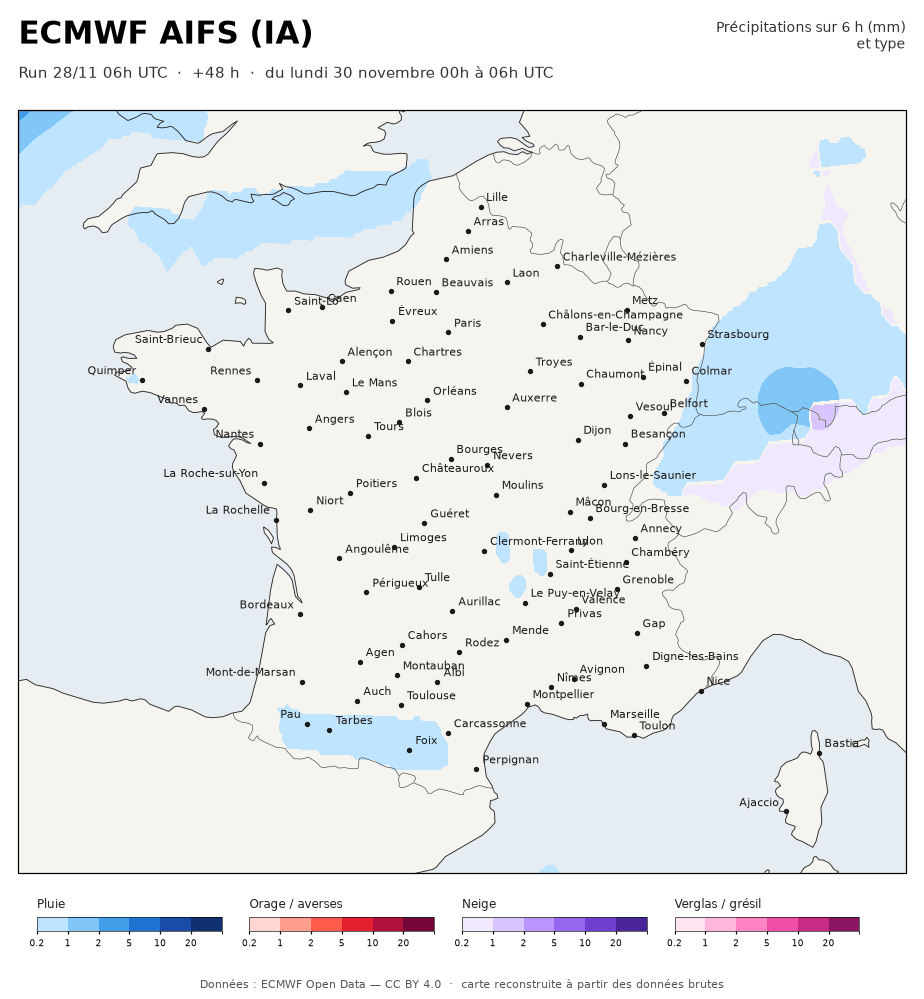 ECMWF AIFS (IA)
Précipitations sur 6 h (mm)
et type
Run 28/11 06h UTC · +48 h · du lundi 30 novembre 00h à 06h UTC
Lille
Arras
Amiens
Charleville-Mézières
Laon
Rouen
Beauvais
Saint-Lô
Caen
Metz
Évreux
Châlons-en-Champagne
Paris
Bar-le-Duc
Nancy
Strasbourg
Saint-Brieuc
Alençon
Chartres
Troyes
Épinal
Quimper
Rennes
Laval
Chaumont
Colmar
Le Mans
Orléans
Vannes
Auxerre
Blois
Vesoul
Belfort
Angers
Tours
Nantes
Dijon
Besançon
Bourges
Nevers
La Roche-sur-Yon
Châteauroux
Lons-le-Saunier
Poitiers
Moulins
Niort
Mâcon
La Rochelle
Guéret
Bourg-en-Bresse
Annecy
Limoges
Clermont-Ferrand
Lyon
Angoulême
Chambéry
Saint-Étienne
Périgueux
Tulle
Grenoble
Le Puy-en-Velay
Valence
Bordeaux
Aurillac
Privas
Mende
Gap
Cahors
Rodez
Agen
Digne-les-Bains
Mont-de-Marsan
Montauban
Albi
Avignon
Nîmes
Nice
Auch
Toulouse
Montpellier
Pau
Tarbes
Carcassonne
Marseille
Toulon
Foix
Bastia
Perpignan
Ajaccio
Pluie
0.2 1 2 5 10 20
Orage / averses
0.2 1 2 5 10 20
Neige
0.2 1 2 5 10 20
Verglas / grésil
0.2 1 2 5 10 20
Données : ECMWF Open Data — CC BY 4.0 · carte reconstruite à partir des données brutes